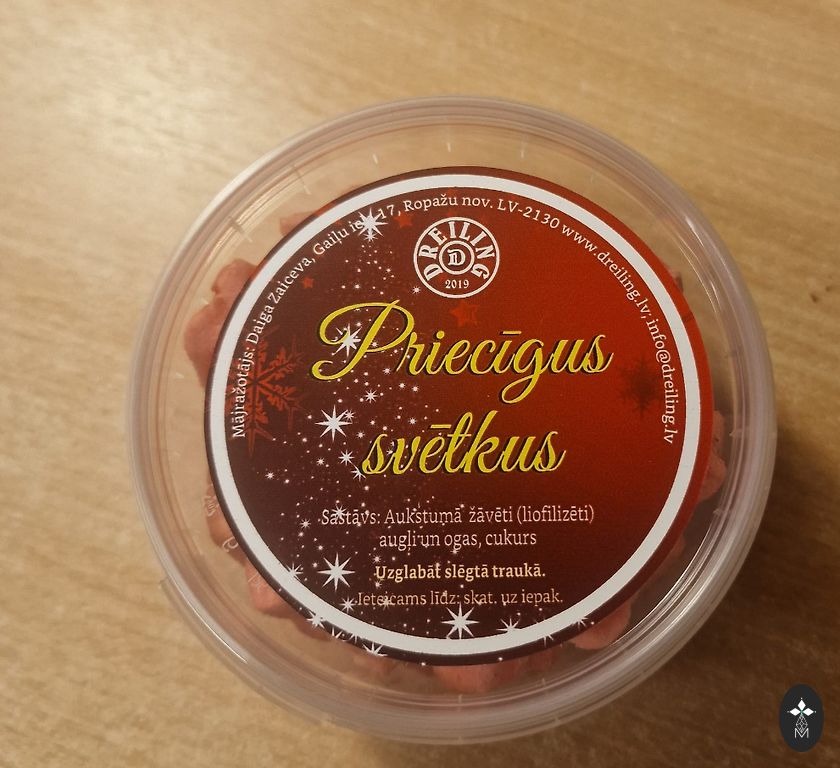 Mājražotājs: Daiga Zaiceva, Gaiļu 17, Ropažu nov. LV-2130 www.dreiling.lv; info@dreiling.lv
DREILING
D
2019
Priecīgus
svētkus
Sastāvs: Aukstumā žāvēti (liofilizēti)
augļi un ogas, cukurs
Uzglabāt slēgtā traukā.
Ieteicams līdz: skat. uz iepak.
M